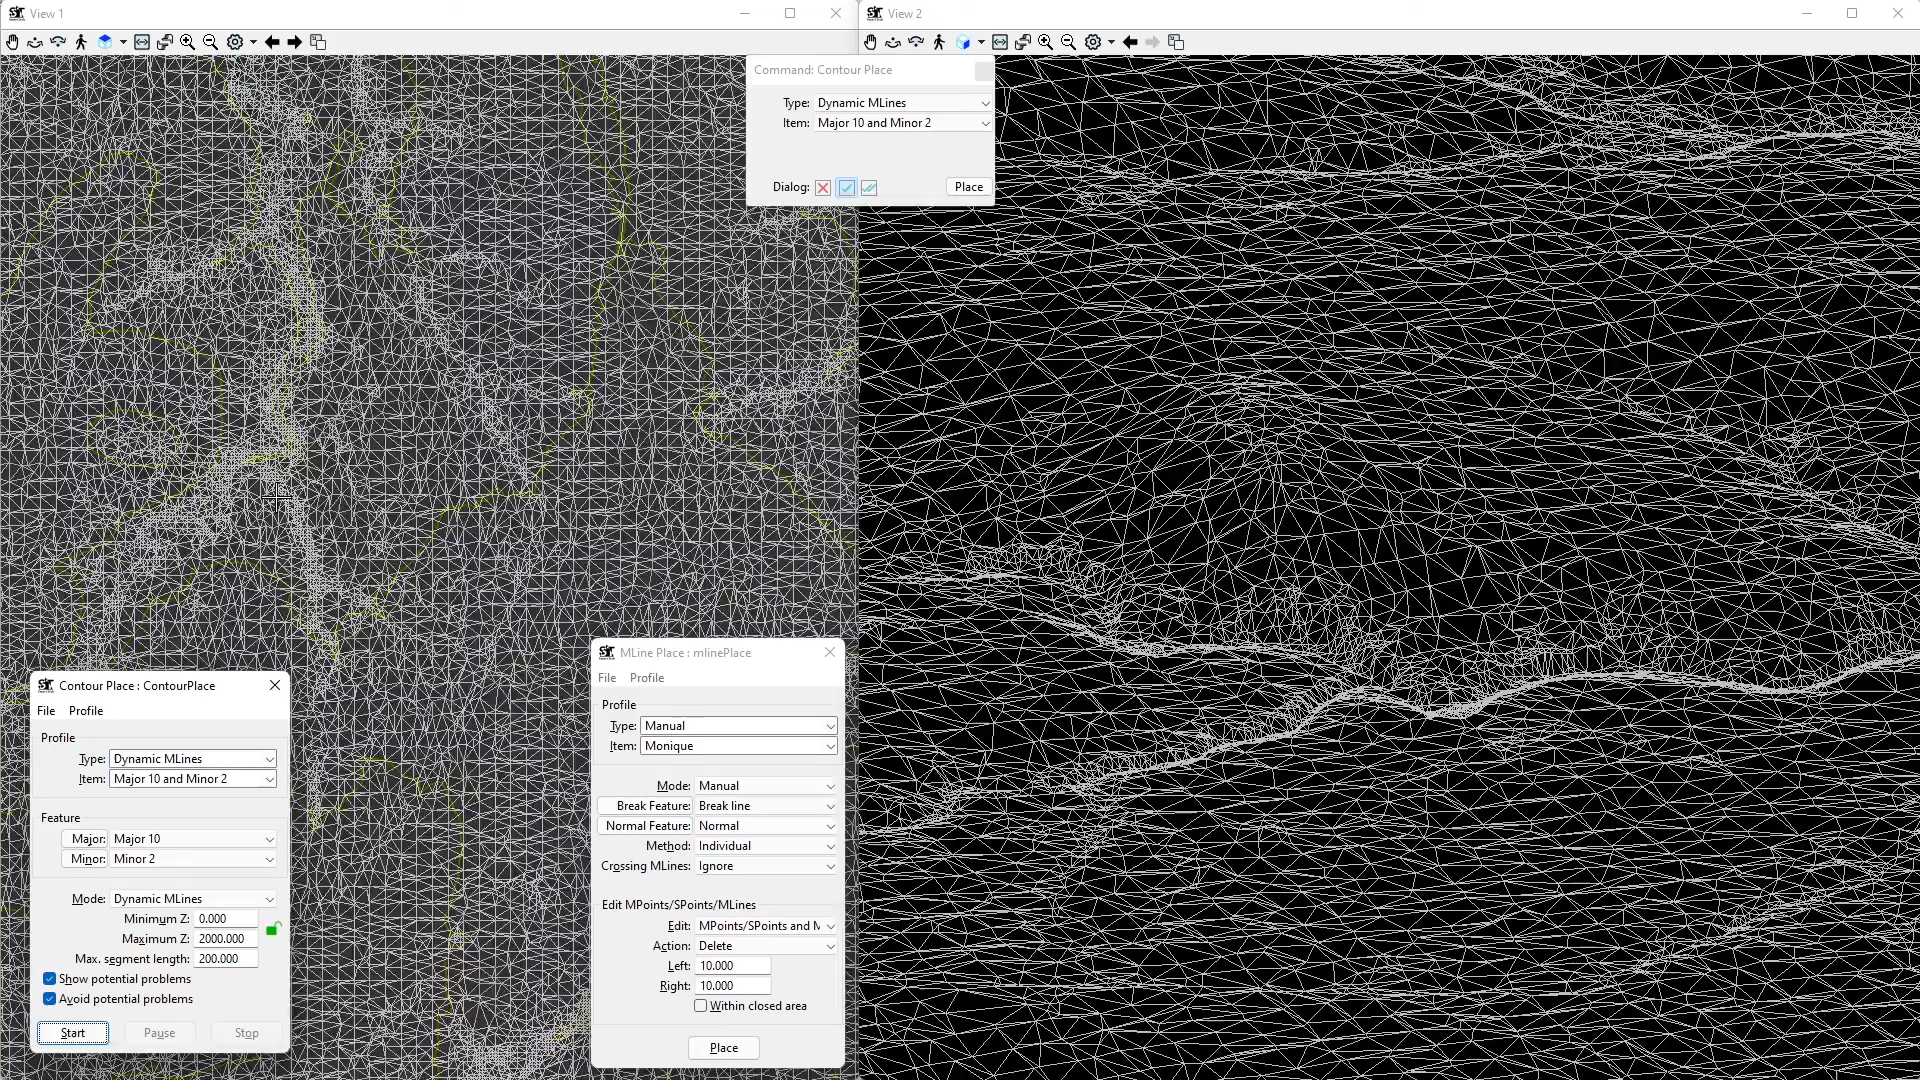 View 1
View 2
Command: Contour Place
Type: Dynamic MLines
Item: Major 10 and Minor 2
Dialog:
Place
MLine Place : mlinePlace
File Profile
Profile
Type: Manual
Item: Monique
Mode: Manual
Break Feature: Break line
Normal Feature: Normal
Method: Individual
Crossing MLines: Ignore
Edit MPoints/SPoints/MLines
Edit: MPoints/SPoints and M
Action: Delete
Left: 10.000
Right: 10.000
Within closed area
Place
Contour Place : ContourPlace
File Profile
Profile
Type: Dynamic MLines
Item: Major 10 and Minor 2
Feature
Major: Major 10
Minor: Minor 2
Mode: Dynamic MLines
Minimum Z: 0.000
Maximum Z: 2000.000
Max. segment length: 200.000
Show potential problems
Avoid potential problems
Start Pause Stop